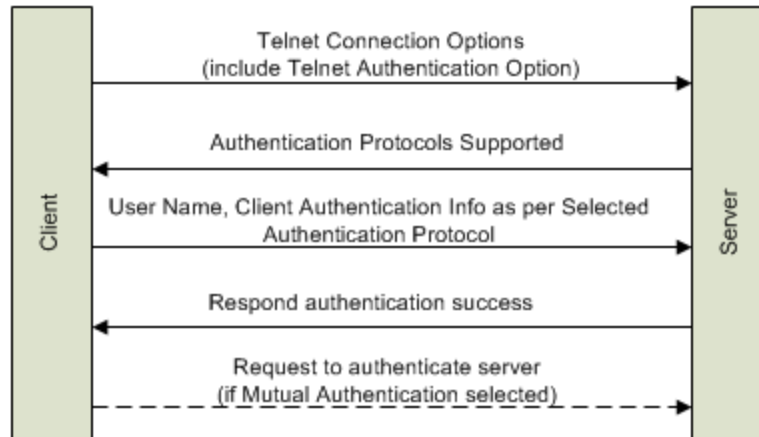 Telnet Connection Options
(include Telnet Authentication Option)
Authentication Protocols Supported
User Name, Client Authentication Info as per Selected
Authentication Protocol
Client
Server
Respond authentication success
Request to authenticate server
(if Mutual Authentication selected)